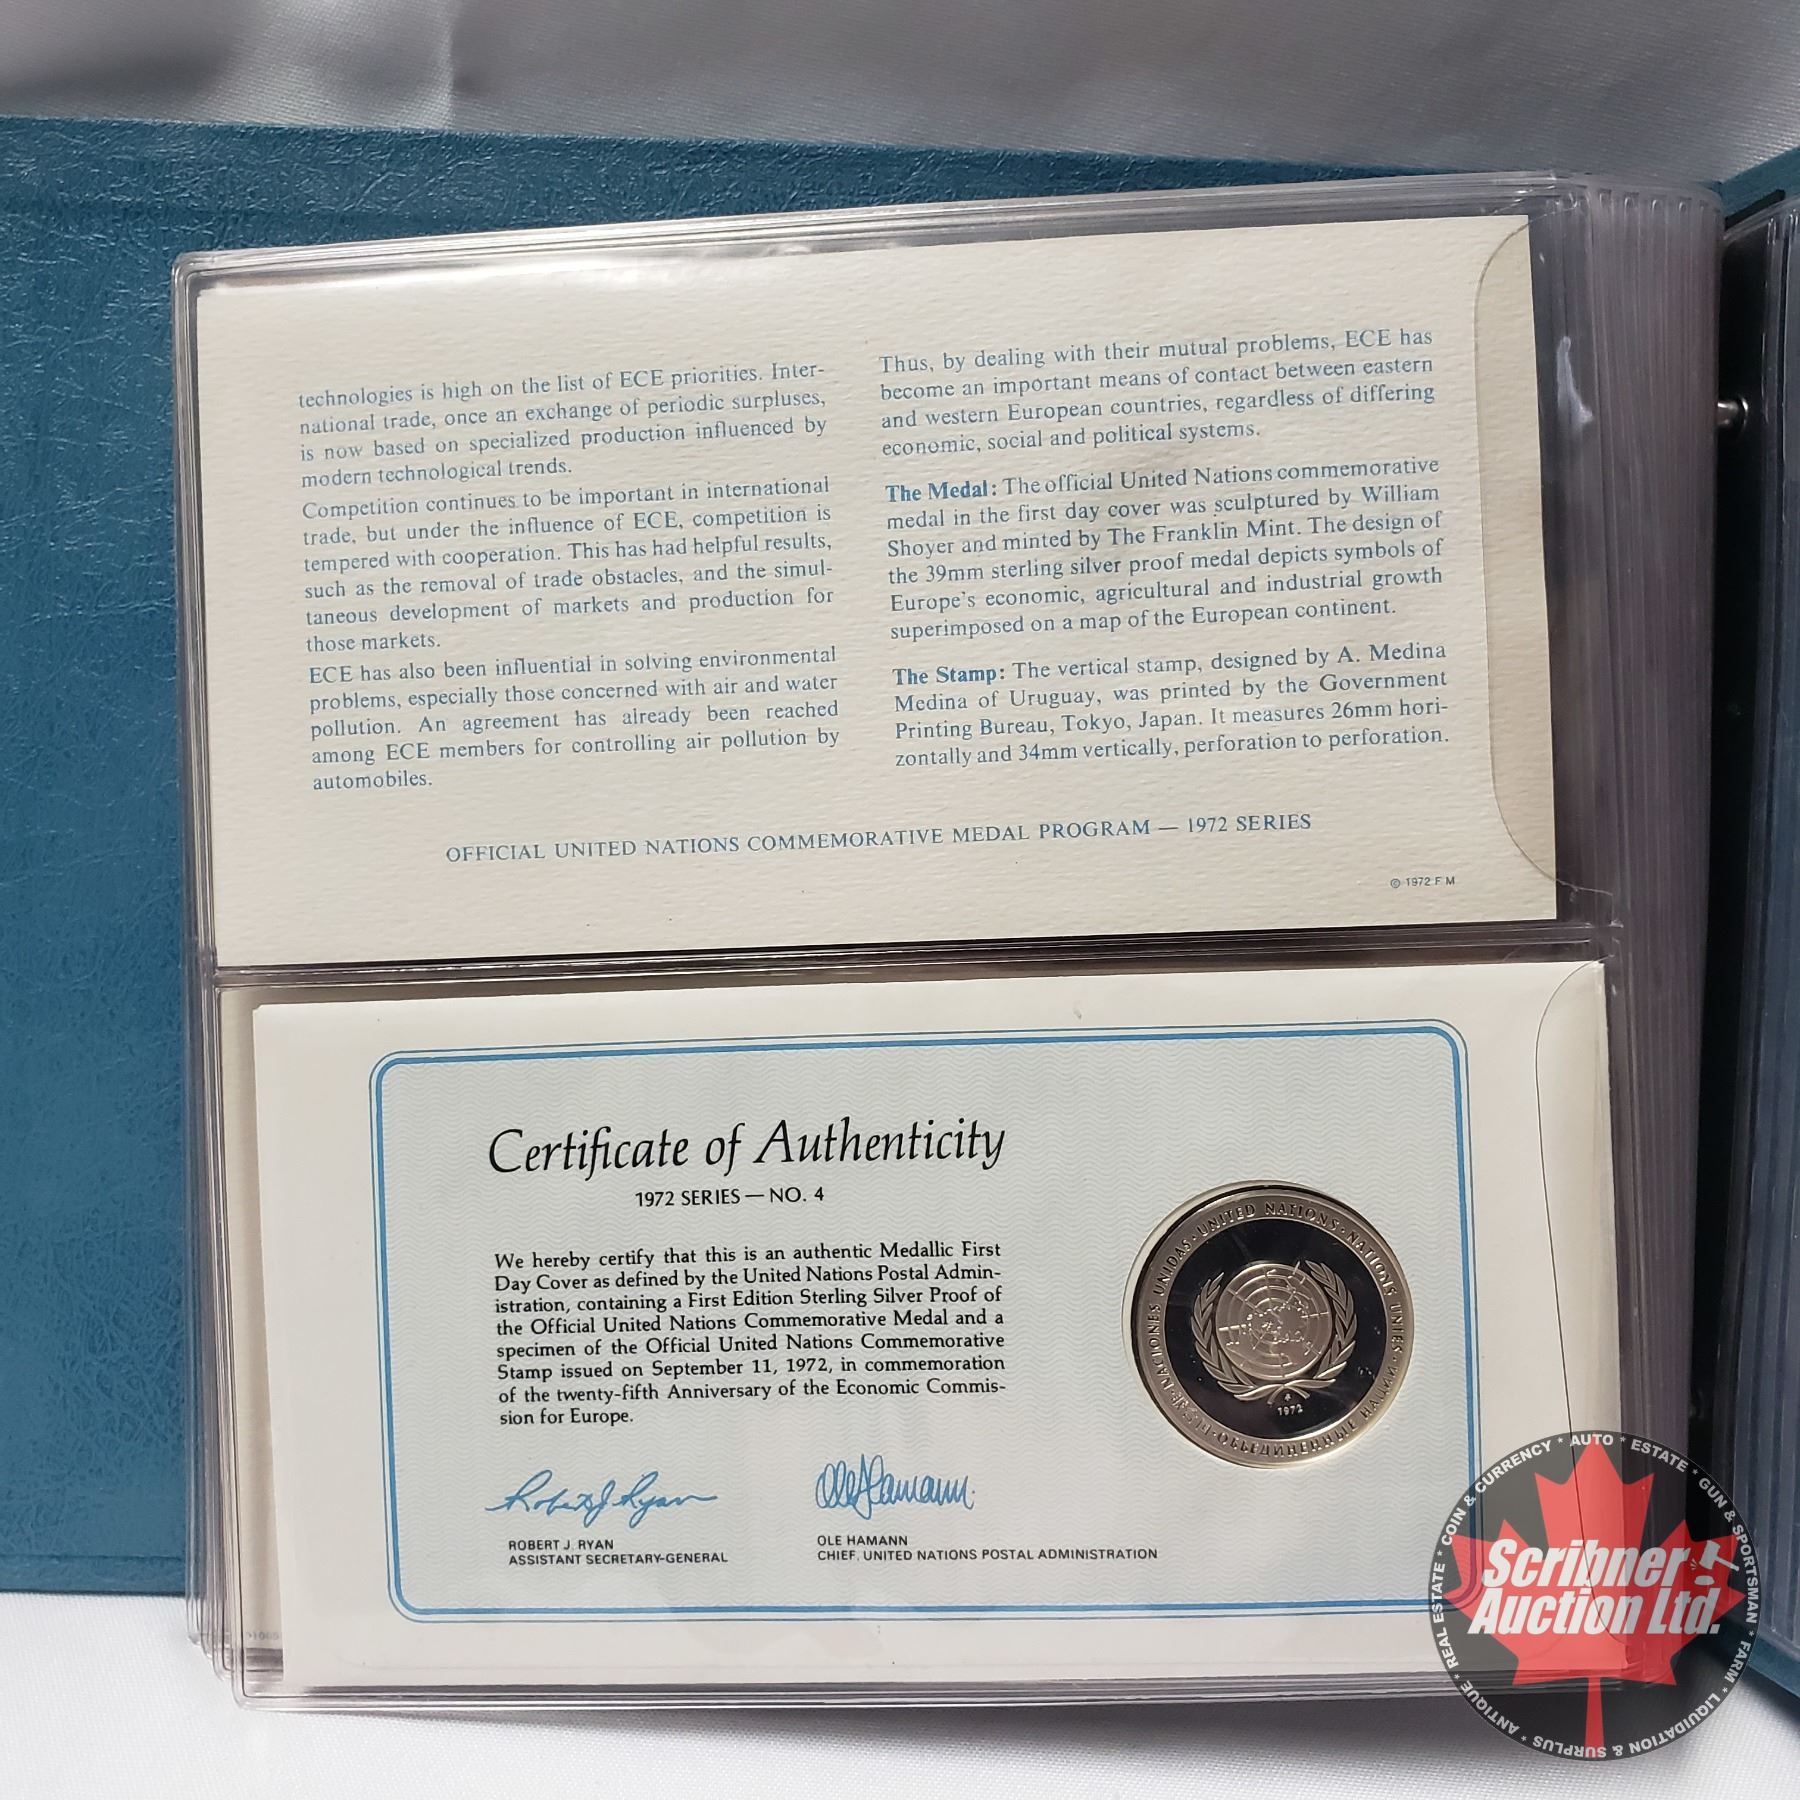 technologies is high on the list of ECE priorities. Inter-
national trade, once an exchange of periodic surpluses,
is now based on specialized production influenced by
modern technological trends.
Competition continues to be important in international
trade, but under the influence of ECE, competition is
tempered with cooperation. This has had helpful results,
such as the removal of trade obstacles, and the simul-
taneous development of markets and production for
those markets.
ECE has also been influential in solving environmental
problems, especially those concerned with air and water
pollution. An agreement has already been reached
among ECE members for controlling air pollution by
automobiles.
Thus, by dealing with their mutual problems, ECE has
become an important means of contact between eastern
and western European countries, regardless of differing
economic, social and political systems.
The Medal: The official United Nations commemorative
medal in the first day cover was sculptured by William
Shoyer and minted by The Franklin Mint. The design of
the 39mm sterling silver proof medal depicts symbols of
Europe's economic, agricultural and industrial growth
superimposed on a map of the European continent.
The Stamp: The vertical stamp, designed by A. Medina
Medina of Uruguay, was printed by the Government
Printing Bureau, Tokyo, Japan. It measures 26mm hori-
zontally and 34mm vertically, perforation to perforation.
OFFICIAL UNITED NATIONS COMMEMORATIVE MEDAL PROGRAM — 1972 SERIES
© 1972 F M
Certificate of Authenticity
1972 SERIES — NO. 4
We hereby certify that this is an authentic Medallic First
Day Cover as defined by the United Nations Postal Admin-
istration, containing a First Edition Sterling Silver Proof of
the Official United Nations Commemorative Medal and a
specimen of the Official United Nations Commemorative
Stamp issued on September 11, 1972, in commemoration
of the twenty-fifth Anniversary of the Economic Commis-
sion for Europe.
Robert J. Ryan
ROBERT J. RYAN
ASSISTANT SECRETARY-GENERAL
Ole Hamann
OLE HAMANN
CHIEF, UNITED NATIONS POSTAL ADMINISTRATION
NACIONES UNIDAS · UNITED NATIONS · NATIONS UNIES · ОБЪЕДИНЕННЫЕ НАЦИИ
1972
Scribner
Auction Ltd.
REAL ESTATE * COIN & CURRENCY * AUTO * ESTATE * GUN & SPORTSMAN * FARM * LIQUIDATION & SURPLUS * ANTIQUE *